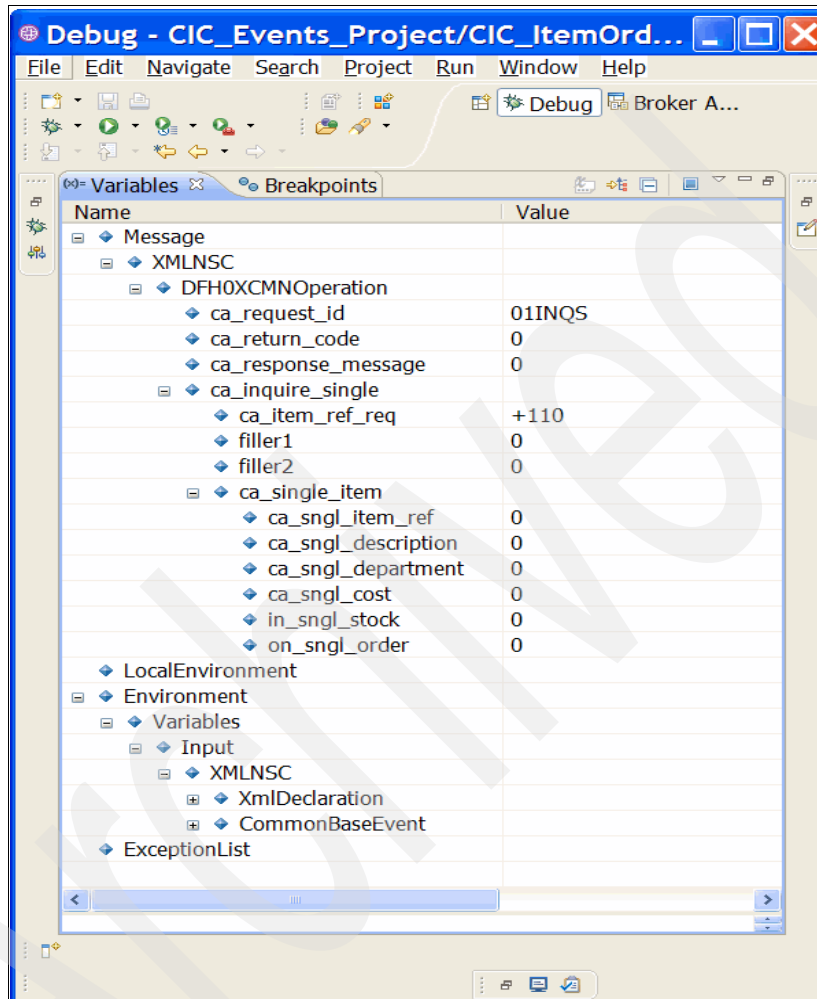 Debug - CIC_Events_Project/CIC_ItemOrd...
File Edit Navigate Search Project Run Window Help
Debug Broker A...
(x)= Variables Breakpoints
Name Value
Message
XMLNSC
DFH0XCMNOperation
ca_request_id 01INQS
ca_return_code 0
ca_response_message 0
ca_inquire_single
ca_item_ref_req +110
filler1 0
filler2 0
ca_single_item
ca_sngl_item_ref 0
ca_sngl_description 0
ca_sngl_department 0
ca_sngl_cost 0
in_sngl_stock 0
on_sngl_order 0
LocalEnvironment
Environment
Variables
Input
XMLNSC
XmlDeclaration
CommonBaseEvent
ExceptionList
Archived